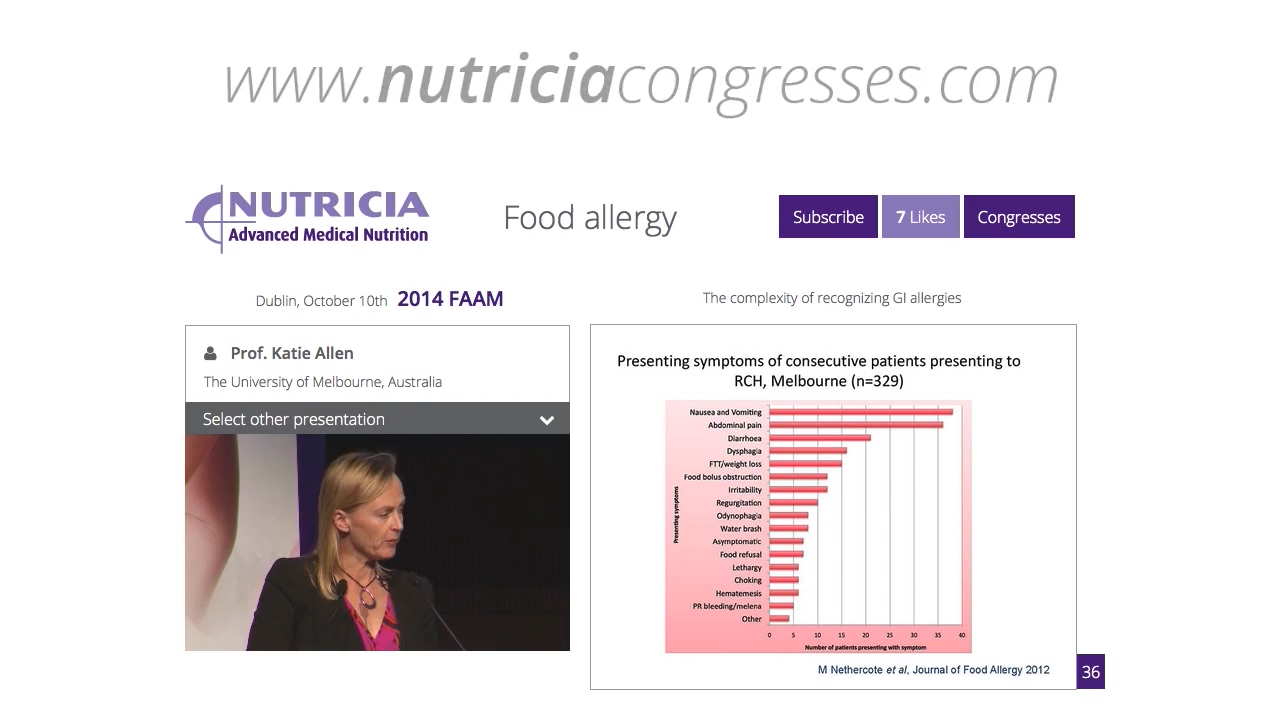 www.nutriciacongresses.com
NUTRICIA
Advanced Medical Nutrition
Food allergy
Subscribe
7 Likes
Congresses
Dublin, October 10th 2014 FAAM
The complexity of recognizing GI allergies
Prof. Katie Allen
The University of Melbourne, Australia
Select other presentation
Presenting symptoms of consecutive patients presenting to
RCH, Melbourne (n=329)
Presenting symptoms
Nausea and Vomiting
Abdominal pain
Diarrhoea
Dysphagia
FTT/weight loss
Food bolus obstruction
Irritability
Regurgitation
Odynophagia
Water brash
Asymptomatic
Food refusal
Lethargy
Choking
Hematemesis
PR bleeding/melena
Other
0 5 10 15 20 25 30 35 40
Number of patients presenting with symptom
M Nethercote et al, Journal of Food Allergy 2012
36